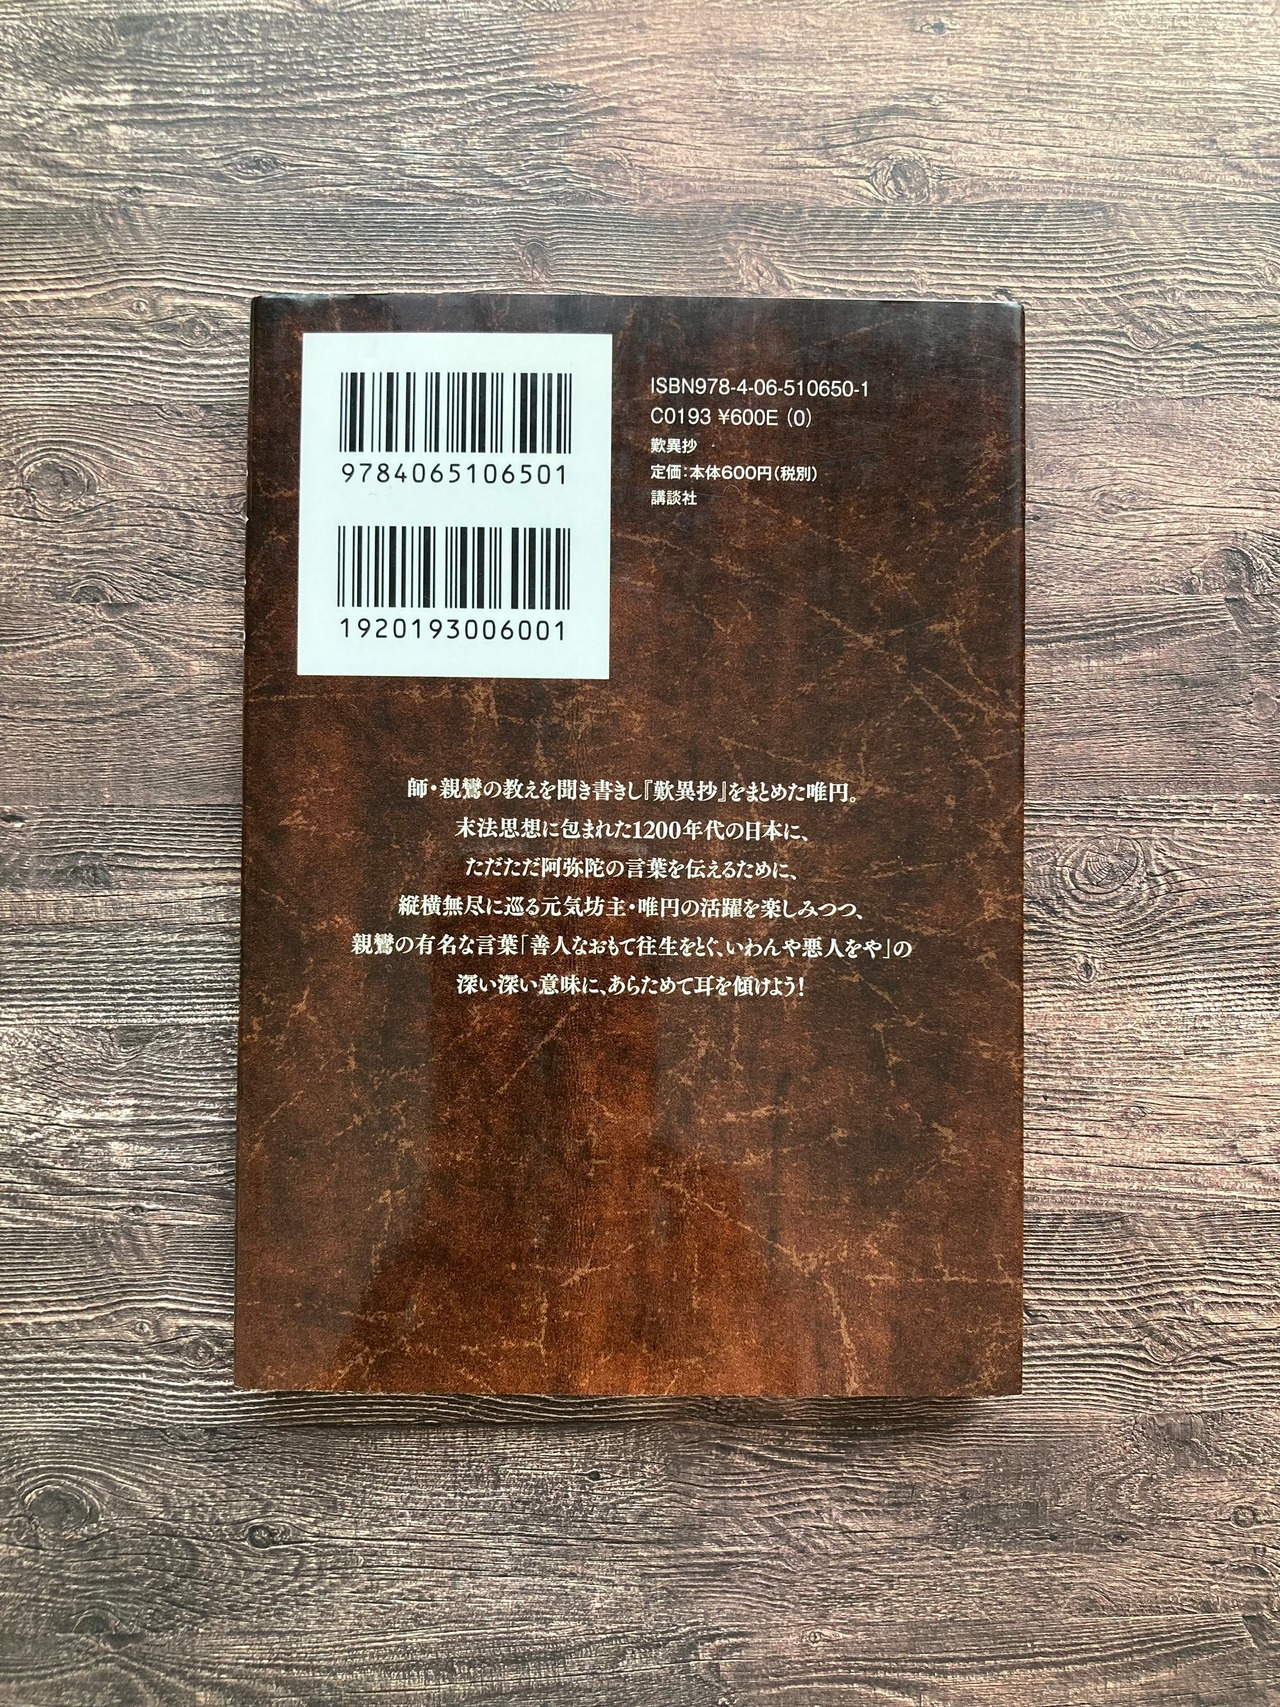 9784065106501
1920193006001
ISBN978-4-06-510650-1
C0193 ¥600E (0)
歎異抄
定価:本体600円(税別)
講談社
師・親鸞の教えを聞き書きし『歎異抄』をまとめた唯円。
末法思想に包まれた1200年代の日本に、
ただただ阿弥陀の言葉を伝えるために、
縦横無尽に巡る元気坊主・唯円の活躍を楽しみつつ、
親鸞の有名な言葉「善人なおもて往生をとぐ、いわんや悪人をや」の
深い深い意味に、あらためて耳を傾けよう!